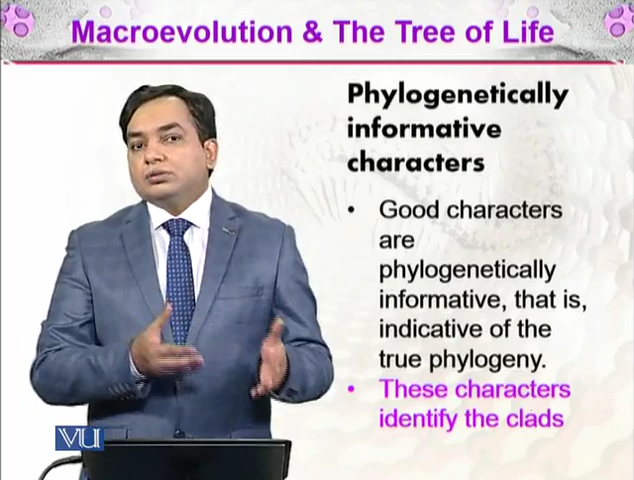 Macroevolution & The Tree of Life
Phylogenetically
informative
characters
• Good characters
are
phylogenetically
informative, that is,
indicative of the
true phylogeny.
• These characters
identify the clads
VU